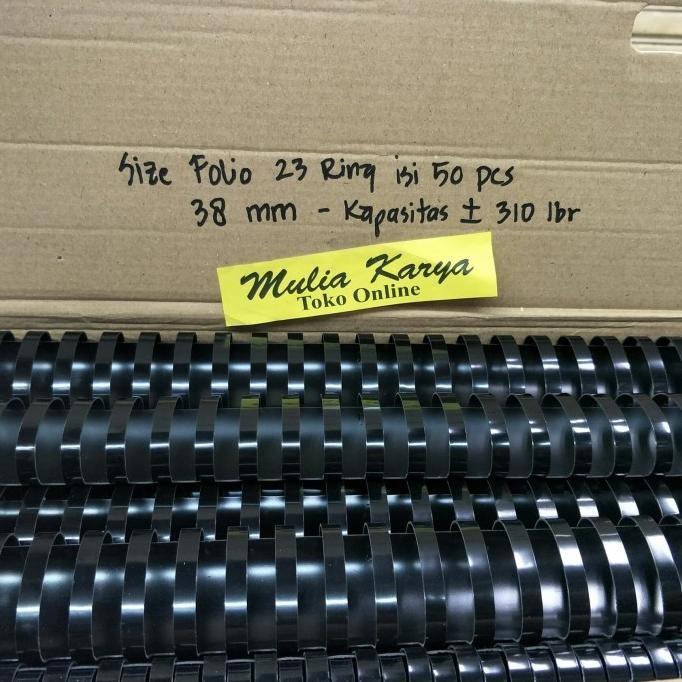 Size Folio 23 Ring isi 50 pcs
38 mm - Kapasitas ± 310 lbr
Mulia Karya
Toko Online